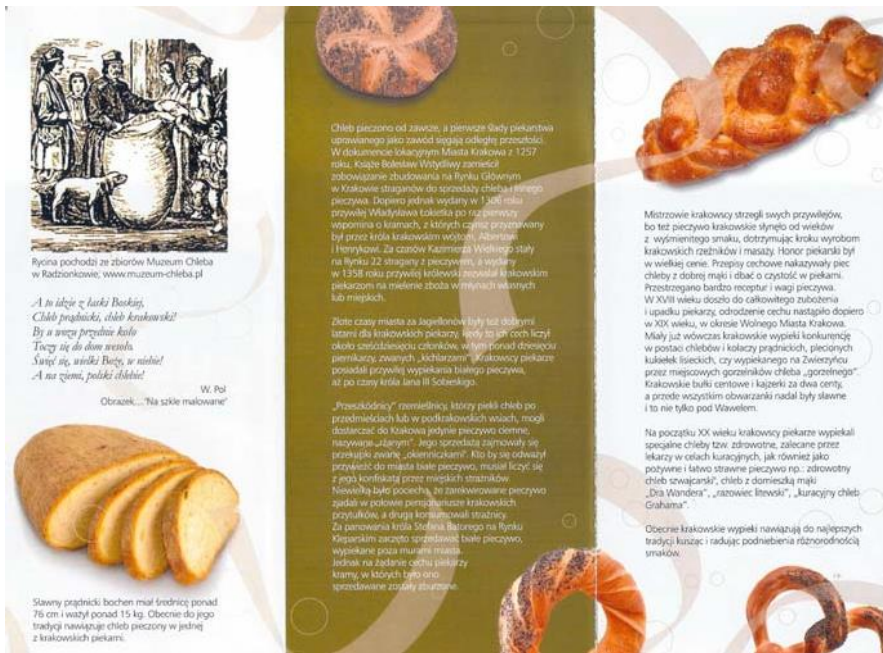 Rycina pochodzi ze zbiorów Muzeum Chleba
w Radzionkowie; www.muzeum-chleba.pl
A to idzie z łaski Boskiej,
Chleb prądnicki, chleb krakowski!
By u wozu przednie koło
Toczy się do dom wesoło.
Święć się, wielki Boże, w niebie!
A na ziemi, polski chlebie!
W. Pol
Obrazek...."Na szkle malowane"
Sławny prądnicki bochen miał średnicę ponad
76 cm i ważył ponad 15 kg. Obecnie do jego
tradycji nawiązuje chleb pieczony w jednej
z krakowskich piekarni.
Chleb pieczono od zawsze, a pierwsze ślady piekarstwa
uprawianego jako zawód sięgają odległej przeszłości.
W dokumencie lokacyjnym Miasta Krakowa z 1257
roku, Książe Bolesław Wstydliwy zamieścił
zobowiązanie zbudowania na Rynku Głównym
w Krakowie straganów do sprzedaży chleba i innego
pieczywa. Dopiero jednak wydany w 1306 roku
przywilej Władysława Łokietka po raz pierwszy
wspomina o kramach, z których czynsz przyznawany
był przez króla krakowskim wójtom, Albertowi
i Henrykowi. Za czasów Kazimierza Wielkiego stały
na Rynku 22 stragany z pieczywem, a wydany
w 1358 roku przywilej królewski zezwalał krakowskim
piekarzom na mielenie zboża w młynach własnych
lub miejskich.
Złote czasy miasta za Jagiellonów były też dobrymi
latami dla krakowskich piekarzy, kiedy to ich cech liczył
około sześćdziesięciu członków, w tym ponad dziesięciu
piernikarzy, zwanych „kichlarzami”. Krakowscy piekarze
posiadali przywilej wypiekania białego pieczywa,
aż po czasy króla Jana III Sobieskiego.
„Przeszkódnicy” rzemieślnicy, którzy piekli chleb po
przedmieściach lub w podkrakowskich wsiach, mogli
dostarczać do Krakowa jedynie pieczywo ciemne,
nazywane „rżanym”. Jego sprzedażą zajmowały się
przekupki zwane „okienniczkami”. Kto by się odważył
przywieźć do miasta białe pieczywo, musiał liczyć się
z jego konfiskatą przez miejskich strażników.
Niewielką było pociechą, że zarekwirowane pieczywo
zjadali w połowie pensjonariusze krakowskich
przytułków, a drugą konsumowali strażnicy.
Za panowania króla Stefana Batorego na Rynku
Kleparskim zaczęto sprzedawać białe pieczywo,
wypiekane poza murami miasta.
Jednak na żądanie cechu piekarzy
kramy, w których było ono
sprzedawane zostały zburzone.
Mistrzowie krakowscy strzegli swych przywilejów,
bo też pieczywo krakowskie słynęło od wieków
z wyśmienitego smaku, dotrzymując kroku wyrobom
krakowskich rzeźników i masarzy. Honor piekarski był
w wielkiej cenie. Przepisy cechowe nakazywały piec
chleby z dobrej mąki i dbać o czystość w piekarni.
Przestrzegano bardzo receptur i wagi pieczywa.
W XVIII wieku doszło do całkowitego zubożenia
i upadku piekarzy, odrodzenie cechu nastąpiło dopiero
w XIX wieku, w okresie Wolnego Miasta Krakowa.
Miały już wówczas krakowskie wypieki konkurencję
w postaci chlebów i kołaczy prądnickich, plecionych
kukiełek lisieckich, czy wypiekanego na Zwierzyńcu
przez miejscowych gorzelników chleba „gorzelnego”.
Krakowskie bułki centowe i kajzerki za dwa centy,
a przede wszystkim obwarzanki nadal były sławne
i to nie tylko pod Wawelem.
Na początku XX wieku krakowscy piekarze wypiekali
specjalne chleby tzw. zdrowotne, zalecane przez
lekarzy w celach kuracyjnych, jak również jako
pożywne i łatwo strawne pieczywo np.: zdrowotny
chleb szwajcarski", chleb z domieszką mąki
„Dra Wandera”, „razowiec litewski”, „kuracyjny chleb
Grahama”.
Obecnie krakowskie wypieki nawiązują do najlepszych
tradycji kusząc i radując podniebienia różnorodnością
smaków.